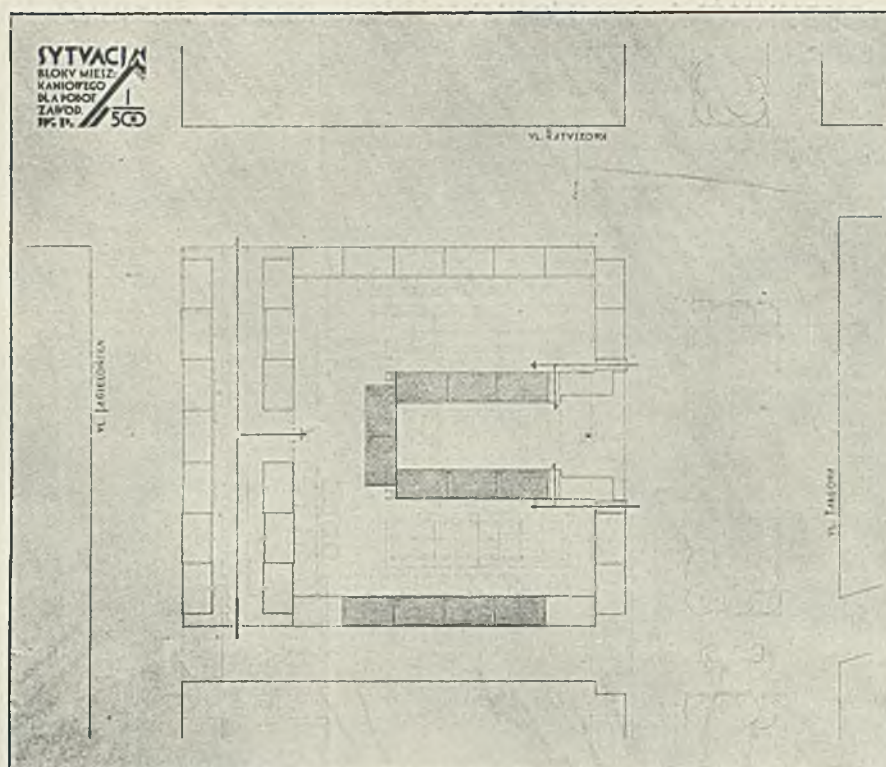 SYTVACJA
BLOKV MIESZ-
KANIOWEGO
DLA ROBOT
ZAWOD.
1
500
VL. RATVSZOWA
VL. JAGIELOŃSKA
VL. TARGOWA